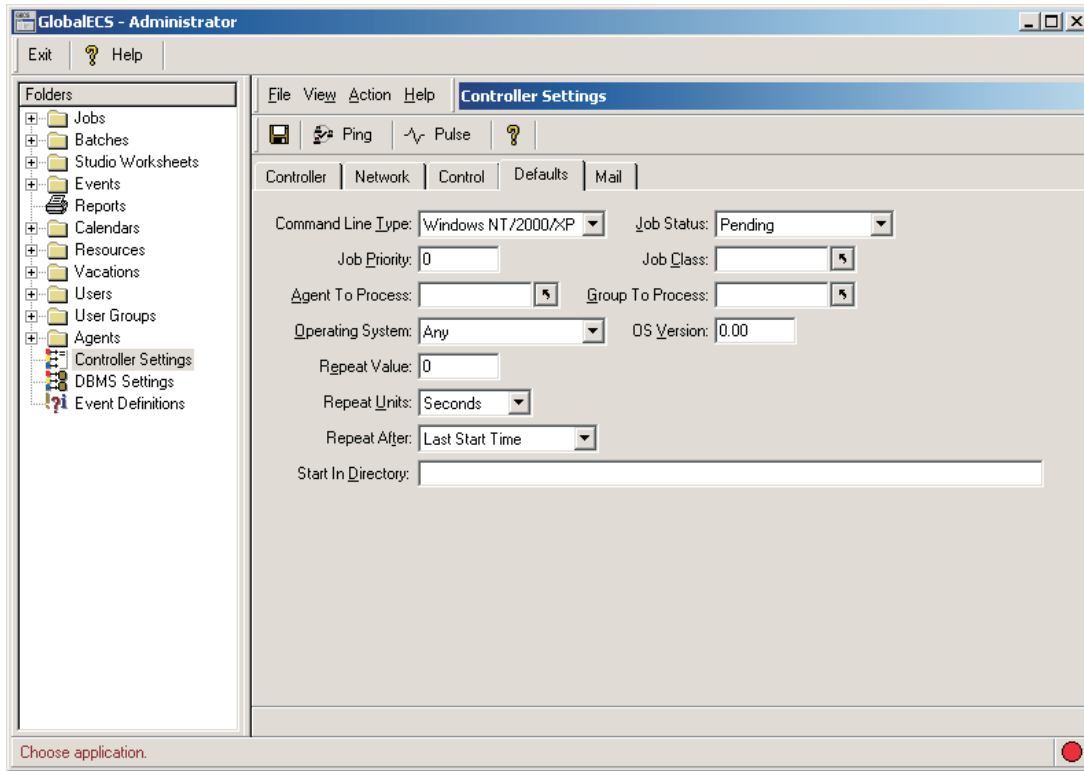 GlobalECS - Administrator
Exit Help
Folders
Jobs
Batches
Studio Worksheets
Events
Reports
Calendars
Resources
Vacations
Users
User Groups
Agents
Controller Settings
DBMS Settings
Event Definitions
File View Action Help Controller Settings
Ping Pulse
Controller Network Control Defaults Mail
Command Line Type: Windows NT/2000/XP Job Status: Pending
Job Priority: 0 Job Class:
Agent To Process: Group To Process:
Operating System: Any OS Version: 0.00
Repeat Value: 0
Repeat Units: Seconds
Repeat After: Last Start Time
Start In Directory:
Choose application.